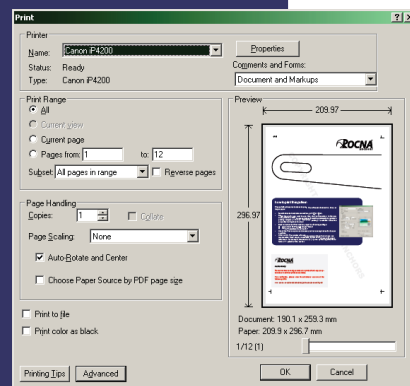 Print
Printer
Name: Canon iP4200
Properties
Status: Ready
Comments and Forms:
Type: Canon iP4200
Document and Markups
Print Range
All
Current view
Current page
Pages from: 1 to: 12
Subset: All pages in range
Reverse pages
Page Handling
Copies: 1
Collate
Page Scaling: None
Auto-Rotate and Center
Choose Paper Source by PDF page size
Print to file
Print color as black
Printing Tips
Advanced
Preview
209.97
296.97
ROCNA
ROCNA
Document: 190.1 x 259.3 mm
Paper: 209.9 x 296.7 mm
1/12 (1)
OK
Cancel